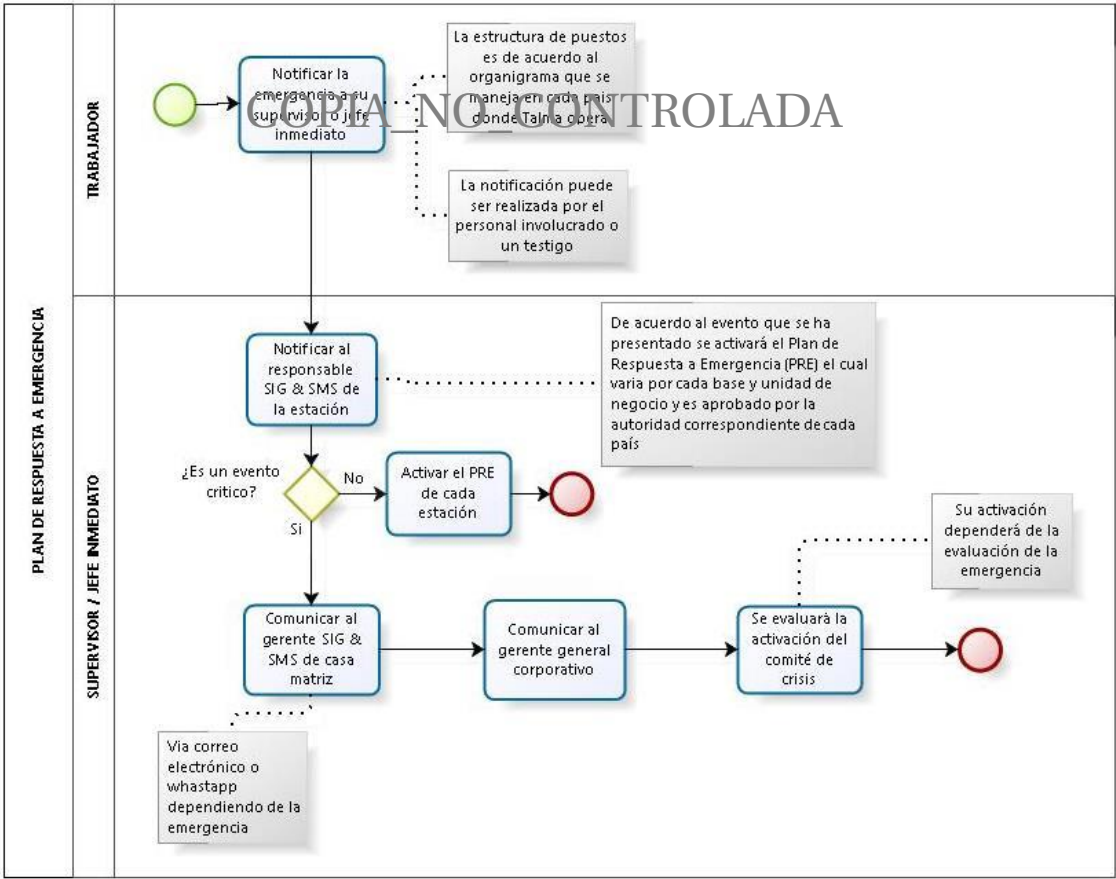 PLAN DE RESPUESTA A EMERGENCIA
TRABAJADOR
Notificar la
emergencia a su
supervisor o jefe
inmediato
La estructura de puestos
es de acuerdo al
organigrama que se
maneja en cada país
donde Talma opera
COPIA_NO_CONTROLADA
La notificación puede
ser realizada por el
personal involucrado o
un testigo
SUPERVISOR / JEFE INMEDIATO
Notificar al
responsable
SIG & SMS de
la estación
De acuerdo al evento que se ha
presentado se activará el Plan de
Respuesta a Emergencia (PRE) el cual
varia por cada base y unidad de
negocio y es aprobado por la
autoridad correspondiente de cada
país
¿Es un evento
critico?
No
Si
Activar el PRE
de cada
estación
Su activación
dependerá de la
evaluación de la
emergencia
Comunicar al
gerente SIG &
SMS de casa
matriz
Comunicar al
gerente general
corporativo
Se evaluará la
activación del
comité de
crisis
Via correo
electrónico o
whastapp
dependiendo de la
emergencia